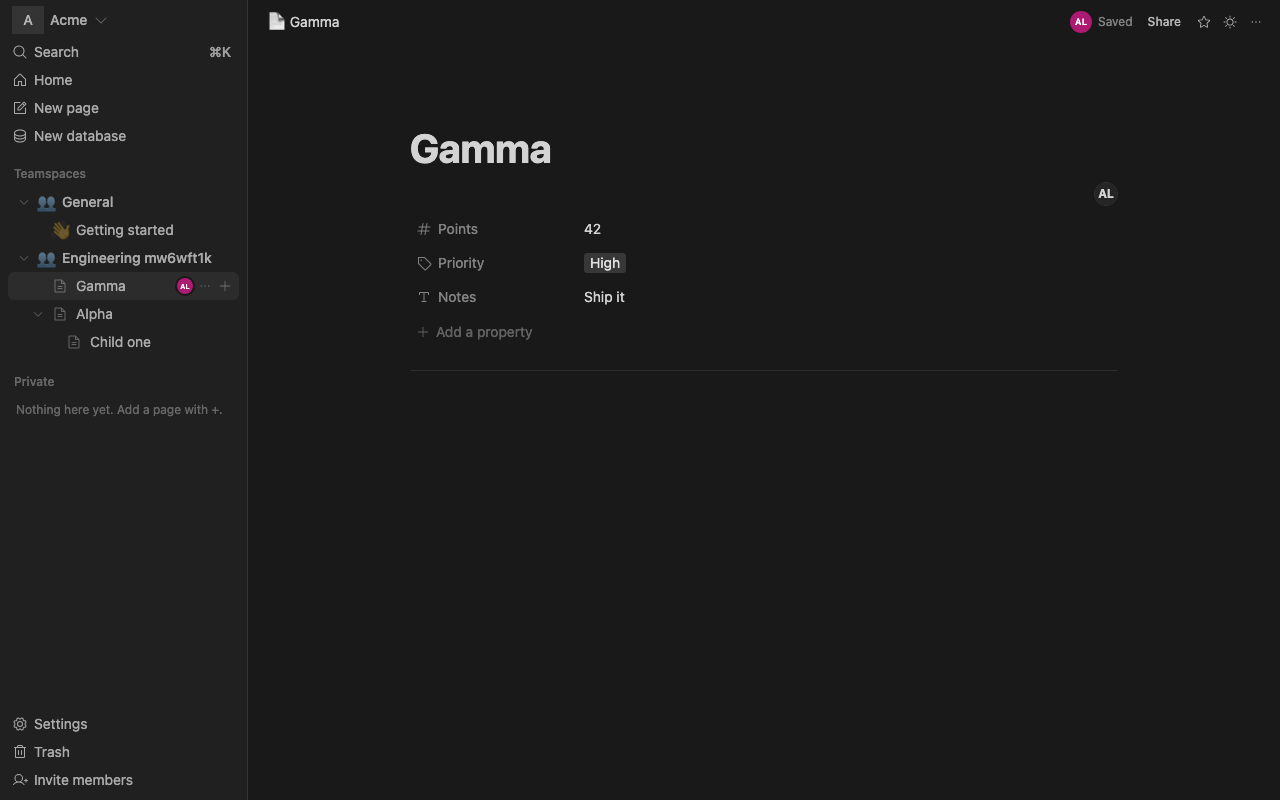 A Acme
Search ⌘K
Home
New page
New database
Teamspaces
General
Getting started
Engineering mw6wft1k
Gamma AL
Alpha
Child one
Private
Nothing here yet. Add a page with +.
Settings
Trash
Invite members
Gamma
AL Saved Share
Gamma
AL
Points 42
Priority High
Notes Ship it
Add a property